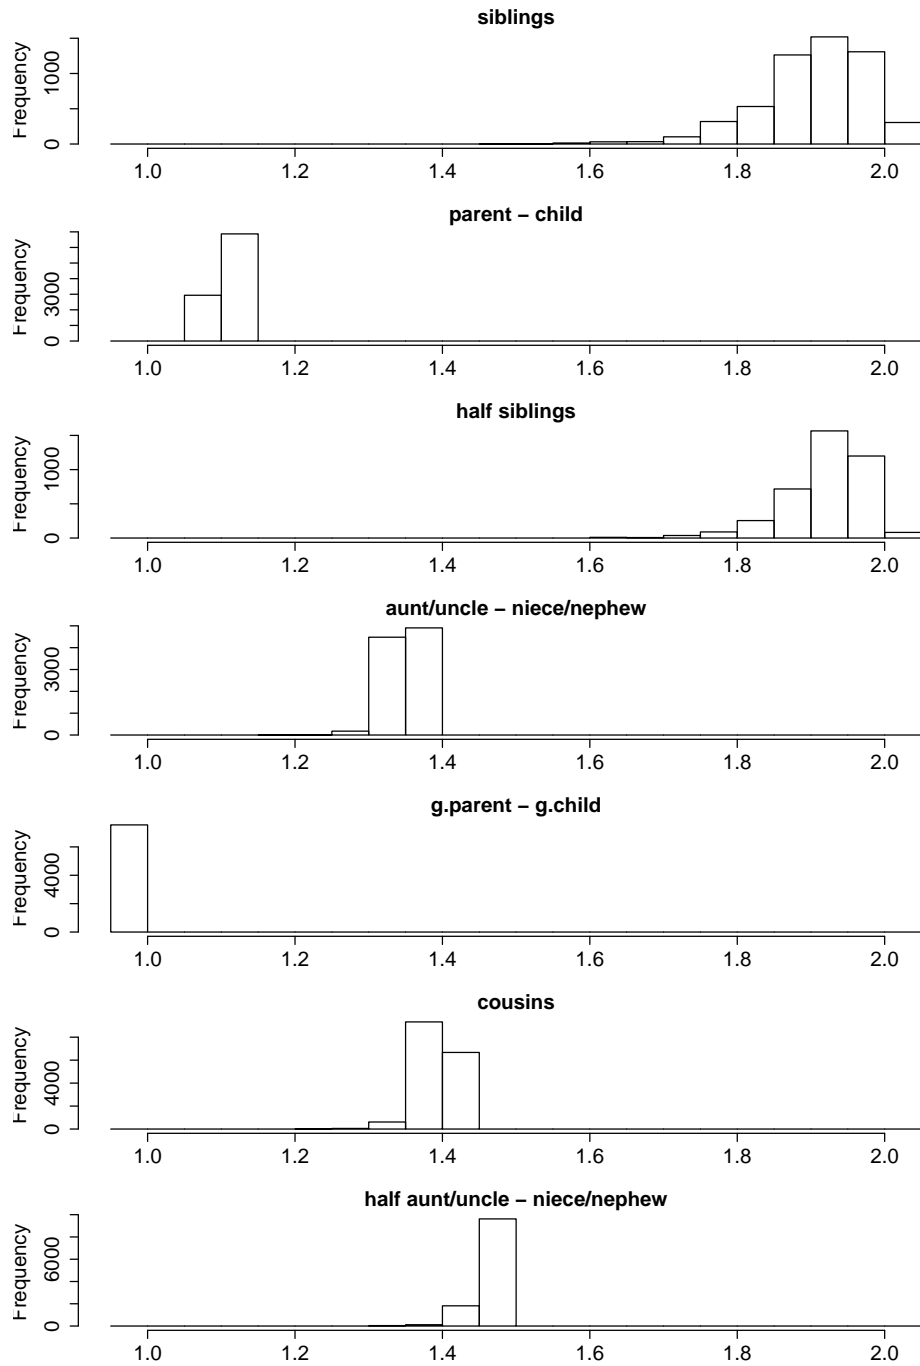 siblings
Frequency
0 1000
1.0 1.2 1.4 1.6 1.8 2.0
parent − child
Frequency
0 3000
1.0 1.2 1.4 1.6 1.8 2.0
half siblings
Frequency
0 1000
1.0 1.2 1.4 1.6 1.8 2.0
aunt/uncle − niece/nephew
Frequency
0 3000
1.0 1.2 1.4 1.6 1.8 2.0
g.parent − g.child
Frequency
0 4000
1.0 1.2 1.4 1.6 1.8 2.0
cousins
Frequency
0 4000
1.0 1.2 1.4 1.6 1.8 2.0
half aunt/uncle − niece/nephew
Frequency
0 6000
1.0 1.2 1.4 1.6 1.8 2.0